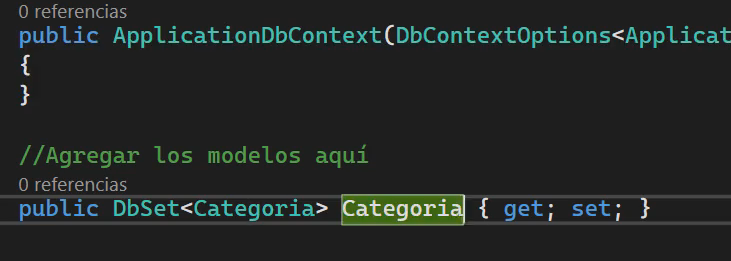 0 referencias
public ApplicationDbContext(DbContextOptions<Applicat
{
}
//Agregar los modelos aquí
0 referencias
public DbSet<Categoria> Categoria { get; set; }